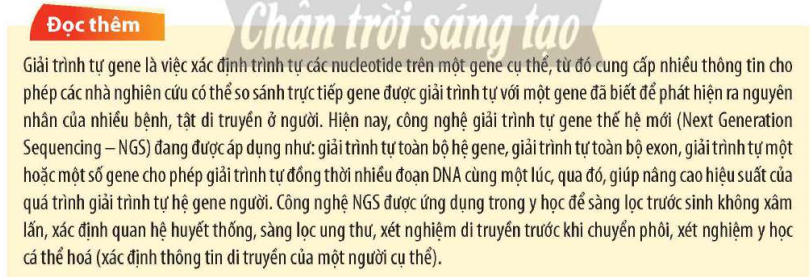 Chân trời sáng tạo
Đọc thêm
Giải trình tự gene là việc xác định trình tự các nucleotide trên một gene cụ thể, từ đó cung cấp nhiều thông tin cho
phép các nhà nghiên cứu có thể so sánh trực tiếp gene được giải trình tự với một gene đã biết để phát hiện ra nguyên
nhân của nhiều bệnh, tật di truyền ở người. Hiện nay, công nghệ giải trình tự gene thế hệ mới (Next Generation
Sequencing – NGS) đang được áp dụng như: giải trình tự toàn bộ hệ gene, giải trình tự toàn bộ exon, giải trình tự một
hoặc một số gene cho phép giải trình tự đồng thời nhiều đoạn DNA cùng một lúc, qua đó, giúp nâng cao hiệu suất của
quá trình giải trình tự hệ gene người. Công nghệ NGS được ứng dụng trong y học để sàng lọc trước sinh không xâm
lấn, xác định quan hệ huyết thống, sàng lọc ung thư, xét nghiệm di truyền trước khi chuyển phôi, xét nghiệm y học
cá thể hoá (xác định thông tin di truyền của một người cụ thể).